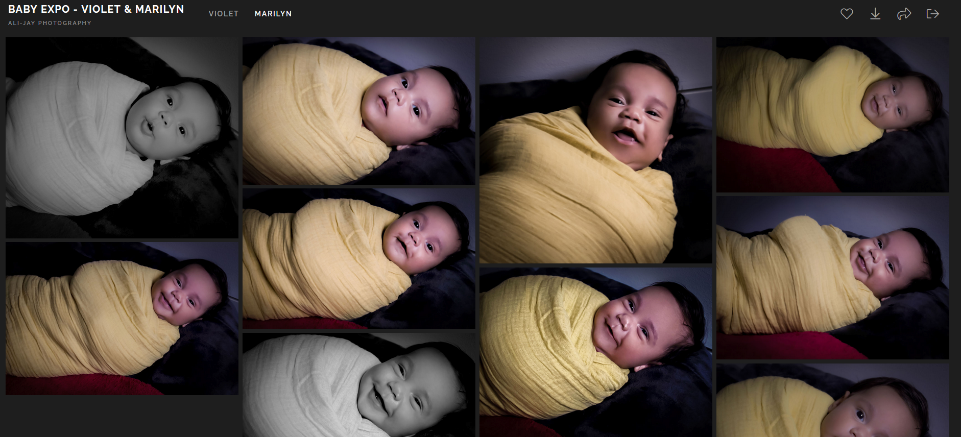 BABY EXPO - VIOLET & MARILYN
ALI-JAY PHOTOGRAPHY
VIOLET
MARILYN